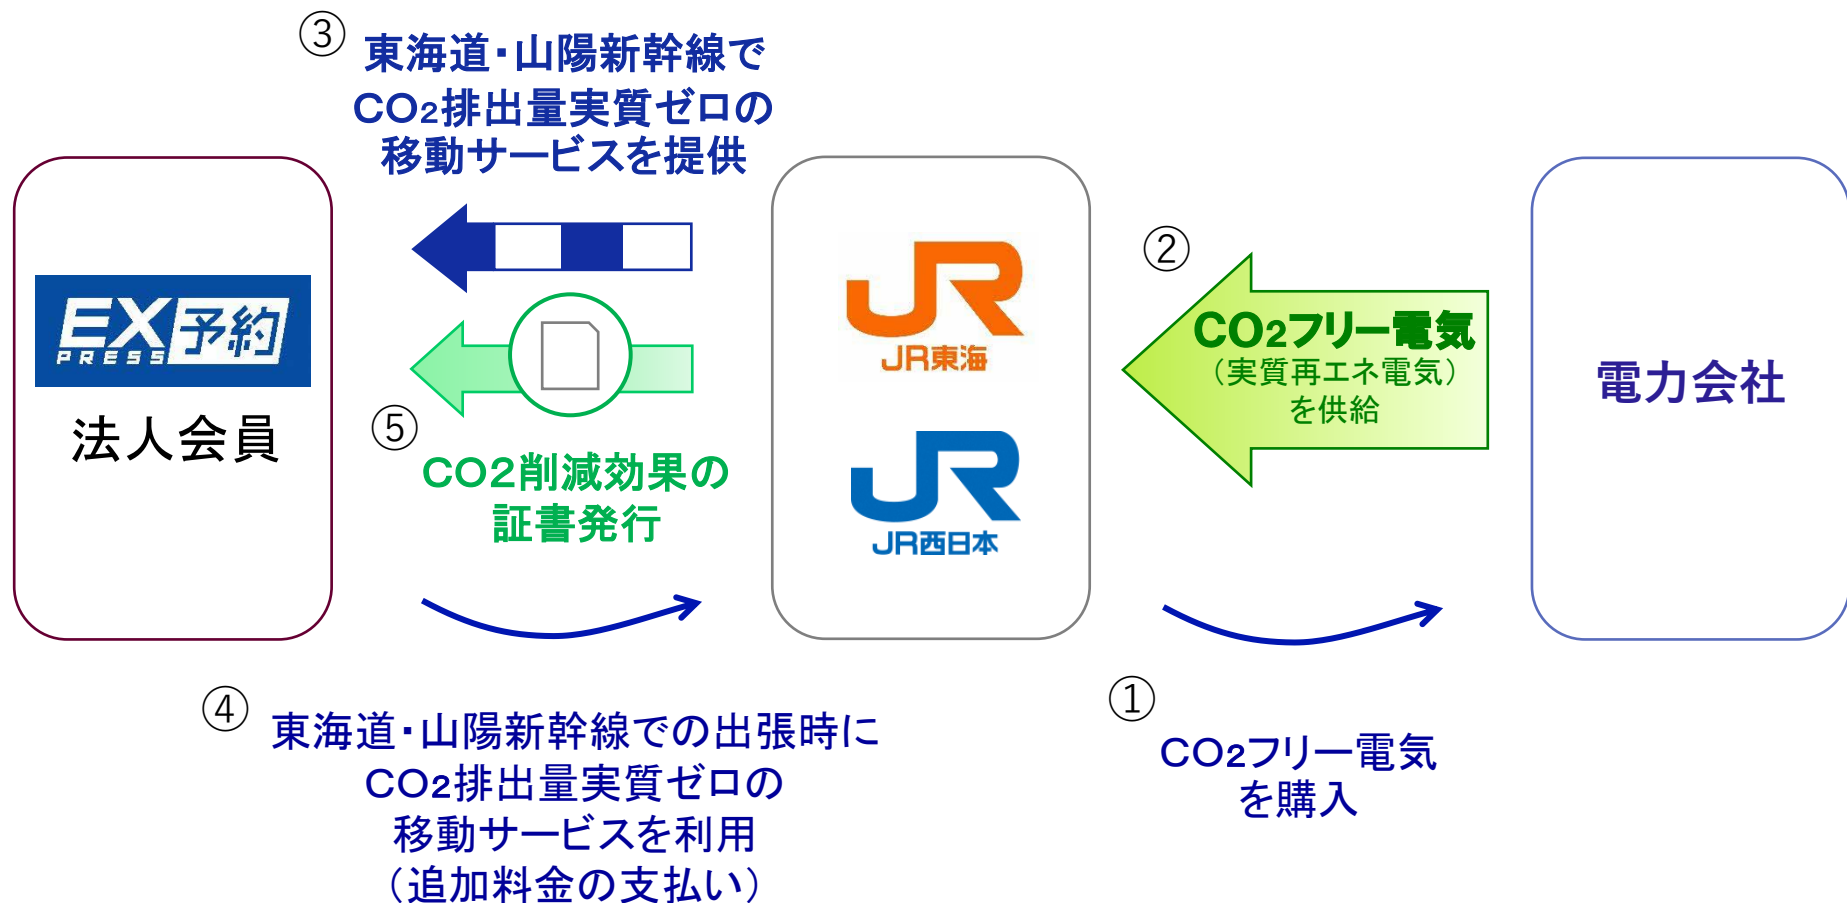 ③
東海道・山陽新幹線で
CO2排出量実質ゼロの
移動サービスを提供
EX予約
PRESS
法人会員
⑤
CO2削減効果の
証書発行
JR
JR東海
JR
JR西日本
②
CO2フリー電気
（実質再エネ電気）
を供給
電力会社
④
東海道・山陽新幹線での出張時に
CO2排出量実質ゼロの
移動サービスを利用
（追加料金の支払い）
①
CO2フリー電気
を購入